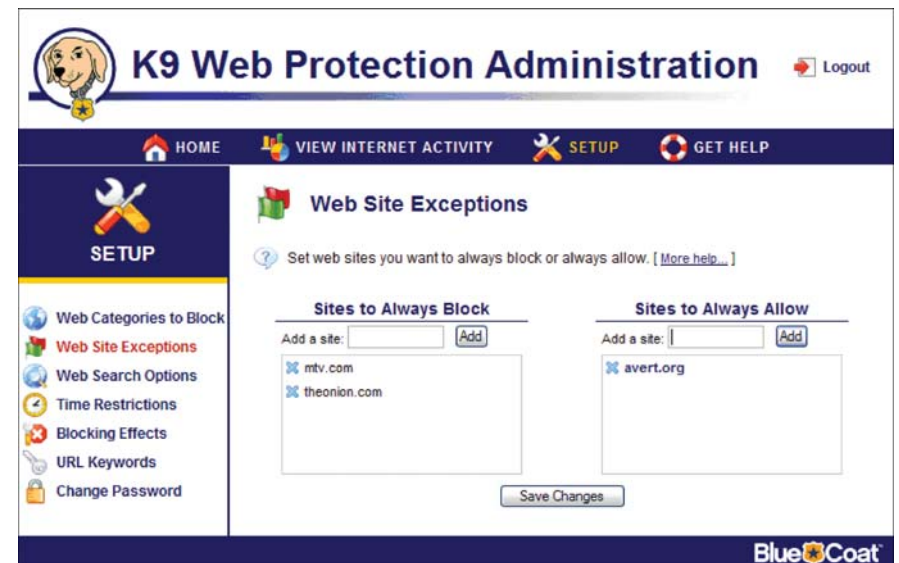 K9 Web Protection Administration
Logout
HOME
VIEW INTERNET ACTIVITY
SETUP
GET HELP
SETUP
Web Categories to Block
Web Site Exceptions
Web Search Options
Time Restrictions
Blocking Effects
URL Keywords
Change Password
Web Site Exceptions
Set web sites you want to always block or always allow. [ More help... ]
Sites to Always Block
Add a site:
Add
mtv.com
theonion.com
Sites to Always Allow
Add a site:
Add
avert.org
Save Changes
Blue Coat